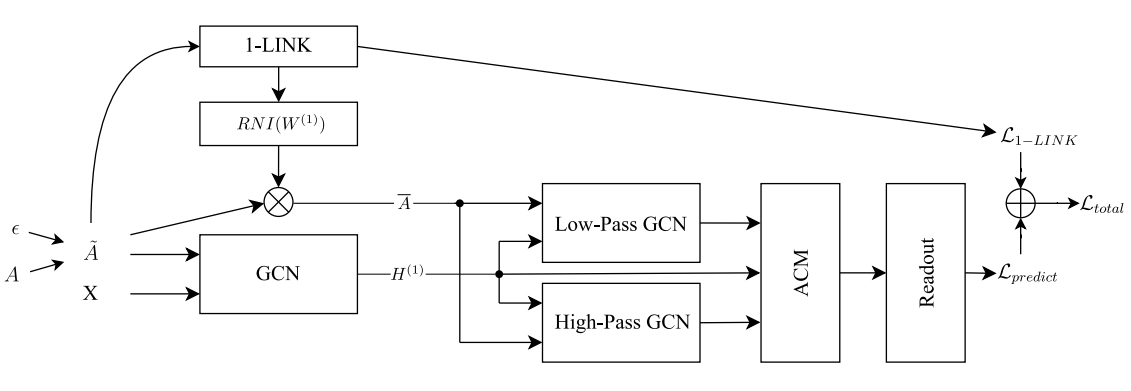 1-LINK
RNI(W^{(1)})
\mathcal{L}_{1-LINK}
\overline{A}
\mathcal{L}_{total}
Low-Pass GCN
ϵ
\tilde{A}
A
X
GCN
H^{(1)}
ACM
Readout
\mathcal{L}_{predict}
High-Pass GCN